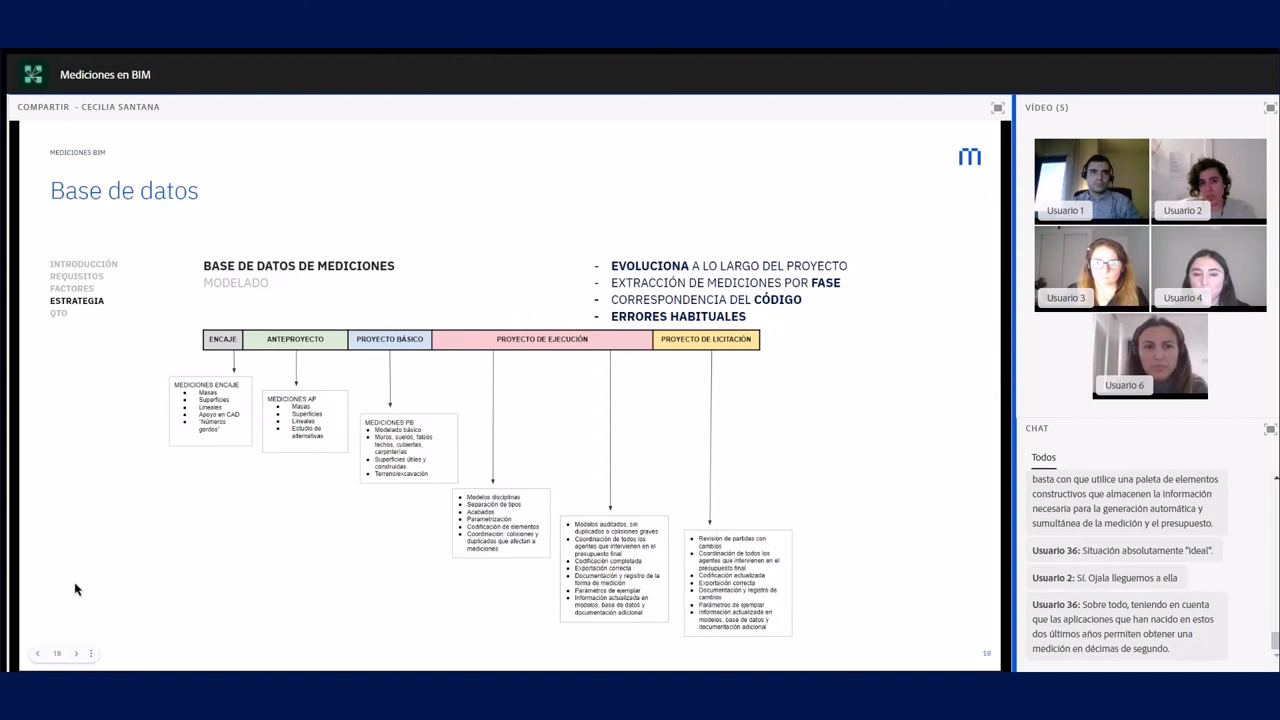 Mediciones en BIM
COMPARTIR - CECILIA SANTANA
MEDICIONES BIM
m
Base de datos
INTRODUCCIÓN
REQUISITOS
FACTORES
ESTRATEGIA
QTO
BASE DE DATOS DE MEDICIONES
MODELADO
- EVOLUCIONA A LO LARGO DEL PROYECTO
- EXTRACCIÓN DE MEDICIONES POR FASE
- CORRESPONDENCIA DEL CÓDIGO
- ERRORES HABITUALES
ENCAJE
ANTEPROYECTO
PROYECTO BÁSICO
PROYECTO DE EJECUCIÓN
PROYECTO DE LICITACIÓN
MEDICIONES ENCAJE
● Masas
● Superficies
● Lineales
● Apoyo en CAD
● "Números
gordos"
MEDICIONES AP
● Masas
● Superficies
● Lineales
● Estudio de
alternativas
MEDICIONES PB
● Modelado básico
● Muros, suelos, falsos
techos, cubiertas,
carpinterías
● Superficies útiles y
construidas
● Terreno/excavación
● Modelos disciplinas
● Separación de tipos
● Acabados
● Parametrización
● Codificación de elementos
● Coordinación: colisiones y
duplicados que afectan a
mediciones
● Modelos auditados, sin
duplicados o colisiones graves
● Coordinación de todos los
agentes que intervienen en el
presupuesto final
● Codificación completada
● Exportación correcta
● Documentación y registro de la
forma de medición
● Parámetros de ejemplar
● Información actualizada en
modelos, base de datos y
documentación adicional
● Revisión de partidas con
cambios
● Coordinación de todos los
agentes que intervienen en el
presupuesto final
● Codificación actualizada
● Exportación correcta
● Documentación y registro de
cambios
● Parámetros de ejemplar
● Información actualizada en
modelos, base de datos y
documentación adicional
18
18
VÍDEO (5)
Usuario 1
Usuario 2
Usuario 3
Usuario 4
Usuario 6
CHAT
Todos
basta con que utilice una paleta de elementos
constructivos que almacenen la información
necesaria para la generación automática y
simultánea de la medición y el presupuesto.
Usuario 36: Situación absolutamente "ideal".
Usuario 2: SÍ. Ojala lleguemos a ella
Usuario 36: Sobre todo, teniendo en cuenta
que las aplicaciones que han nacido en estos
dos últimos años permiten obtener una
medición en décimas de segundo.